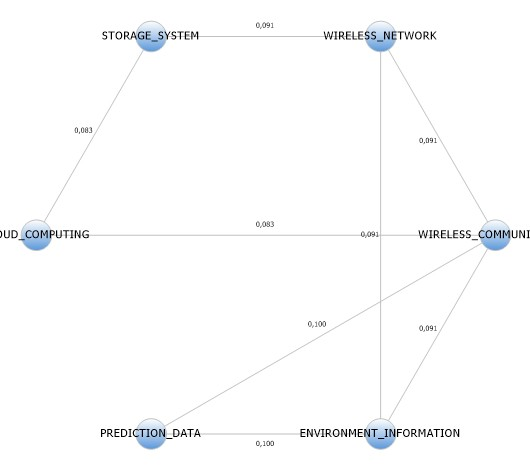 0,091
STORAGE_SYSTEM
WIRELESS_NETWORK
0,083
0,091
0,083
OUD_COMPUTING
0,091
WIRELESS_COMMUNI
0,100
0,091
PREDICTION_DATA
ENVIRONMENT_INFORMATION
0,100